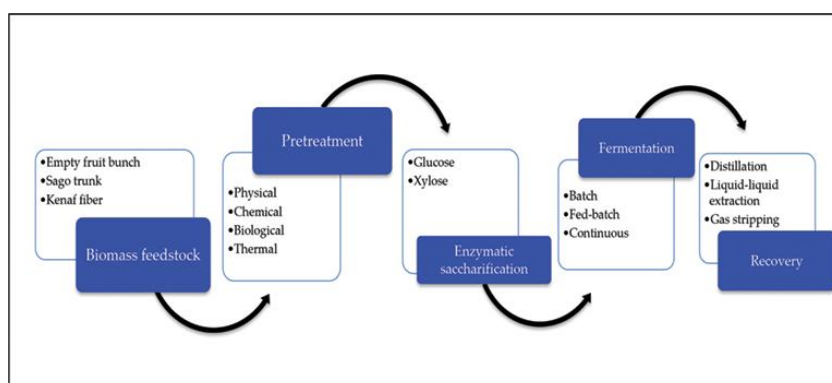 •Empty fruit bunch
•Sago trunk
•Kenaf fiber
Biomass feedstock
Pretreatment
•Physical
•Chemical
•Biological
•Thermal
•Glucose
•Xylose
Enzymatic
saccharification
Fermentation
•Batch
•Fed-batch
•Continuous
•Distillation
•Liquid-liquid
extraction
•Gas stripping
Recovery